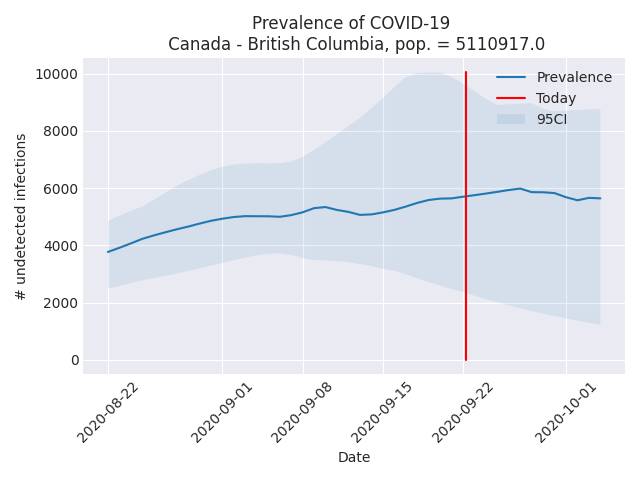 Prevalence of COVID-19
Canada - British Columbia, pop. = 5110917.0
Prevalence
Today
95CI
10000
8000
6000
4000
2000
0
# undetected infections
2020-08-22
2020-09-01
2020-09-08
2020-09-15
2020-09-22
2020-10-01
Date